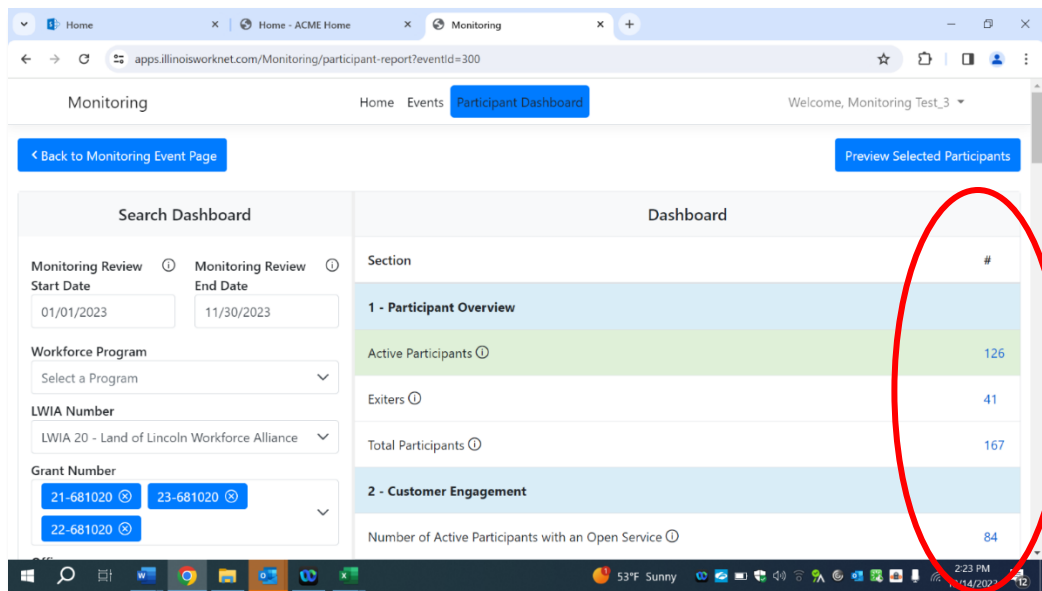 Home
Home - ACME Home
Monitoring
apps.illinoisworknet.com/Monitoring/participant-report?eventId=300
Monitoring
Home Events Participant Dashboard
Welcome, Monitoring Test_3
Back to Monitoring Event Page
Preview Selected Participants
Search Dashboard
Dashboard
Monitoring Review Start Date
Monitoring Review End Date
01/01/2023
11/30/2023
Workforce Program
Select a Program
LWIA Number
LWIA 20 - Land of Lincoln Workforce Alliance
Grant Number
21-681020
23-681020
22-681020
Section #
1 - Participant Overview
Active Participants 126
Exiters 41
Total Participants 167
2 - Customer Engagement
Number of Active Participants with an Open Service 84
53°F Sunny
2:23 PM
12